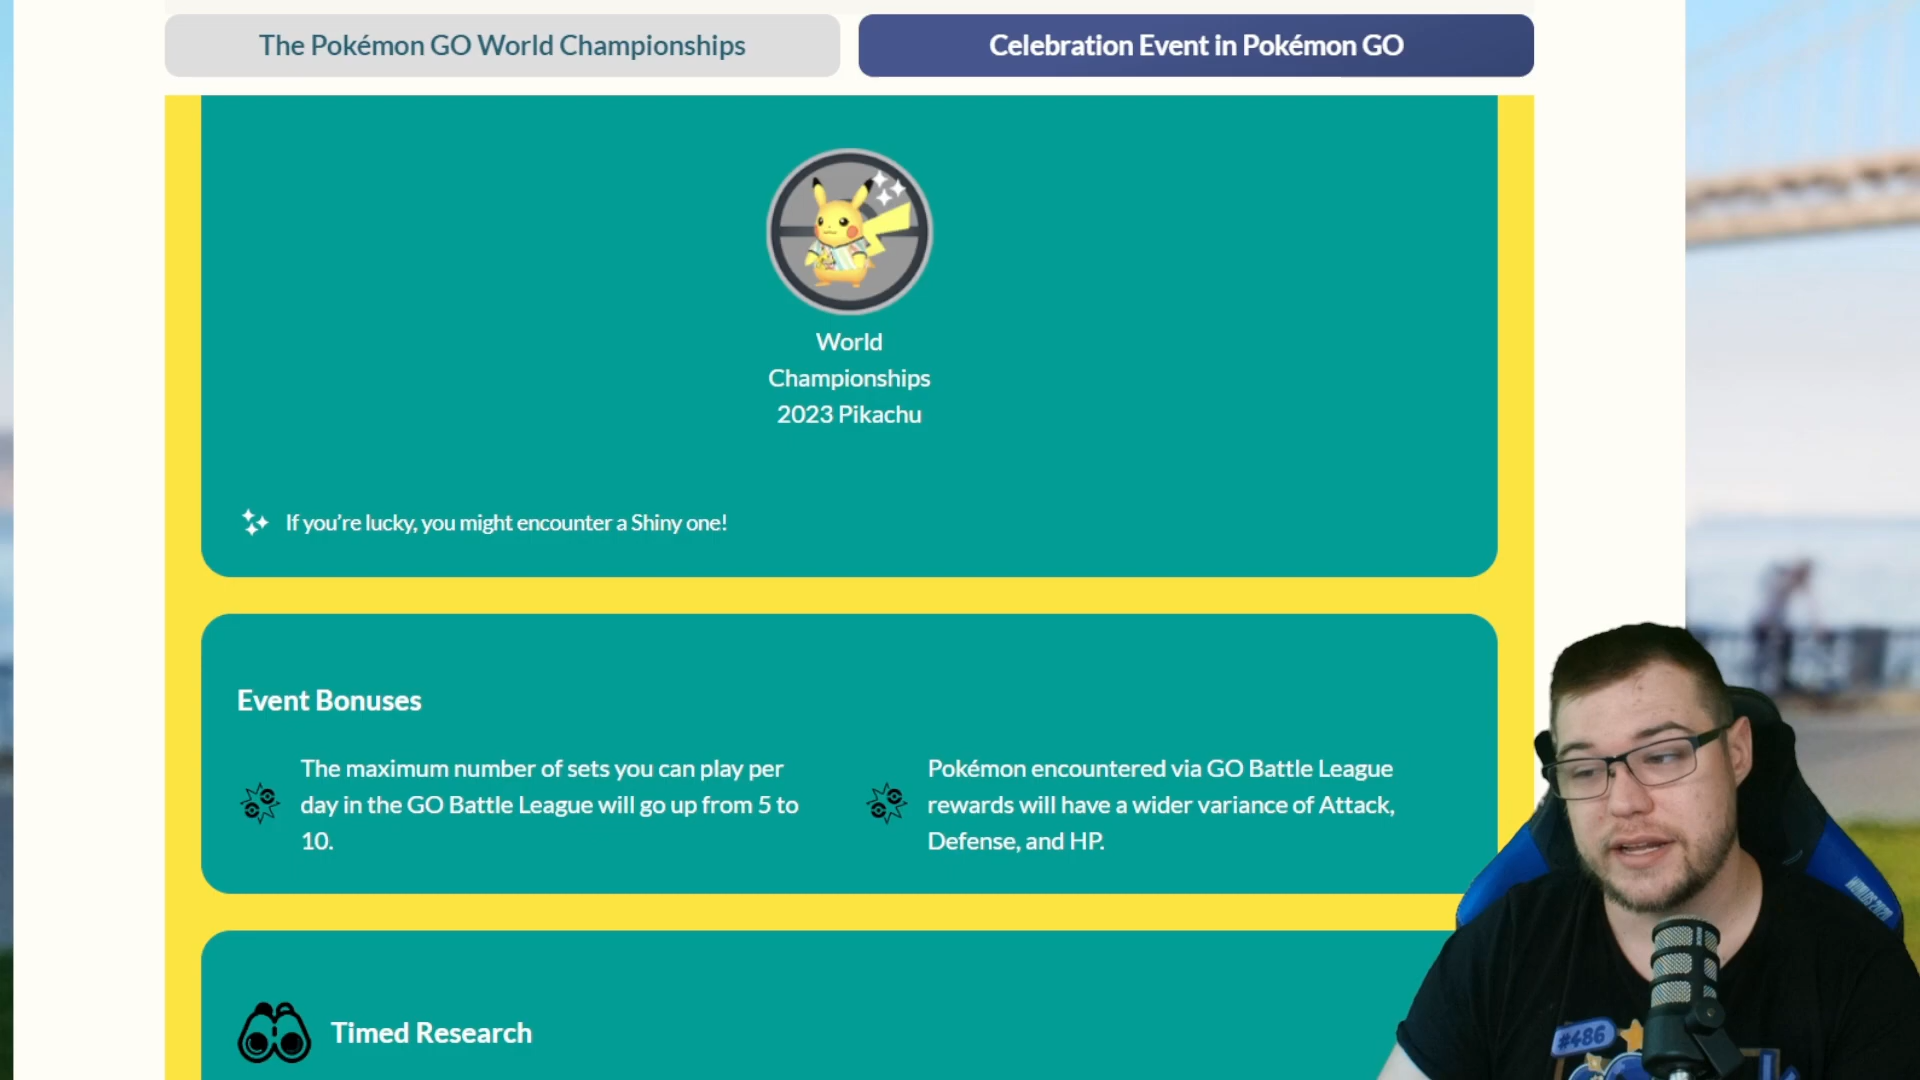 The Pokémon GO World Championships
Celebration Event in Pokémon GO
World
Championships
2023 Pikachu
If you're lucky, you might encounter a Shiny one!
Event Bonuses
The maximum number of sets you can play per
day in the GO Battle League will go up from 5 to
10.
Pokémon encountered via GO Battle League
rewards will have a wider variance of Attack,
Defense, and HP.
Timed Research
#486